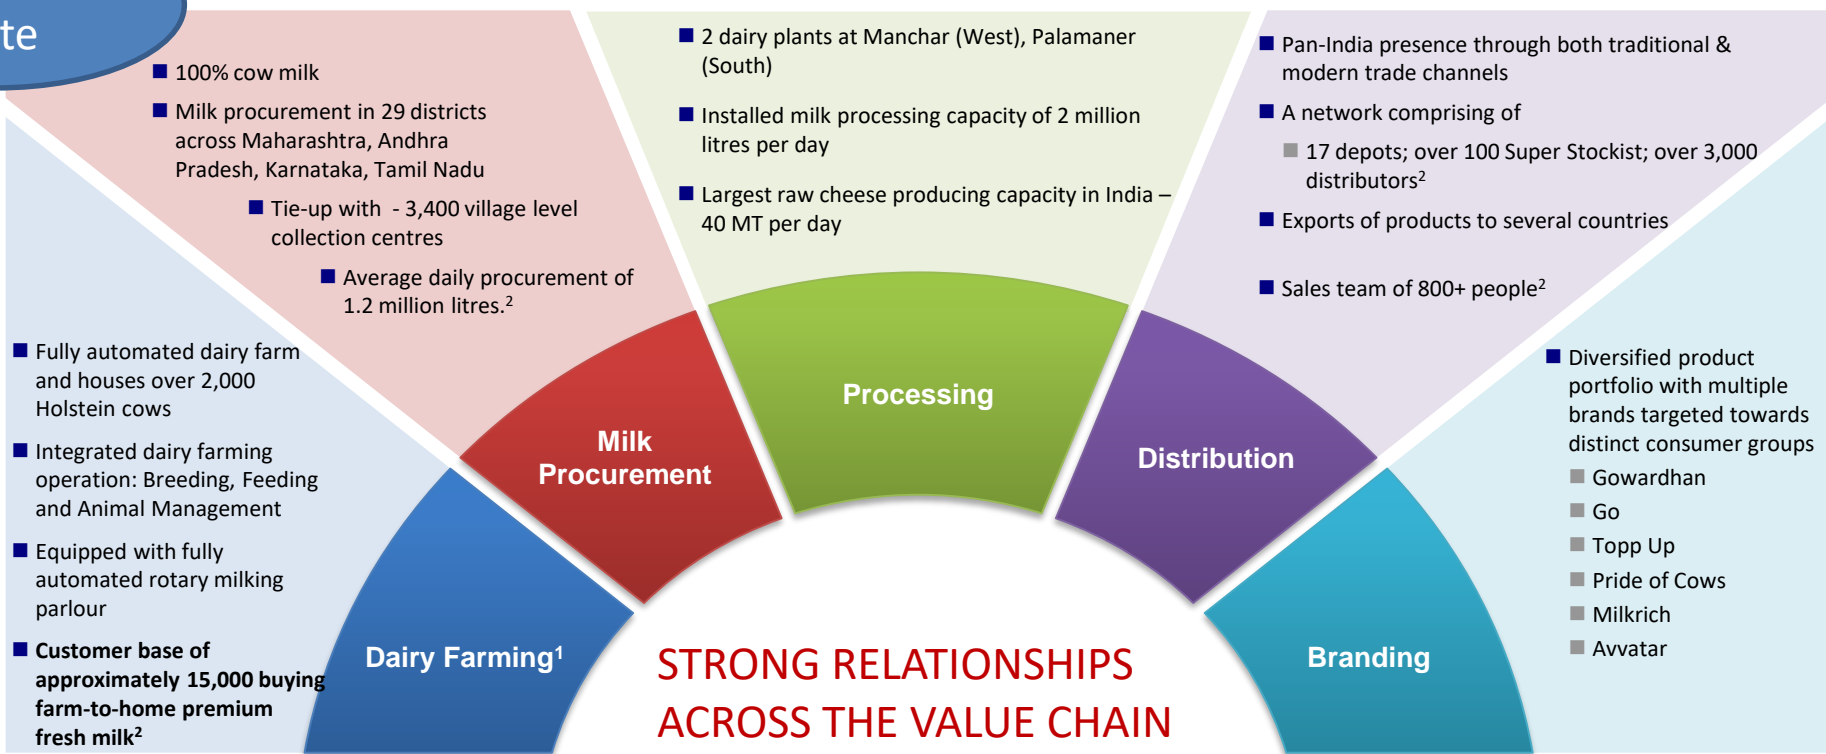 te
100% cow milk
Milk procurement in 29 districts
across Maharashtra, Andhra
Pradesh, Karnataka, Tamil Nadu
Tie-up with - 3,400 village level
collection centres
Average daily procurement of
1.2 million litres.²
2 dairy plants at Manchar (West), Palamaner
(South)
Installed milk processing capacity of 2 million
litres per day
Largest raw cheese producing capacity in India –
40 MT per day
Pan-India presence through both traditional &
modern trade channels
A network comprising of
17 depots; over 100 Super Stockist; over 3,000
distributors²
Exports of products to several countries
Sales team of 800+ people²
Fully automated dairy farm
and houses over 2,000
Holstein cows
Integrated dairy farming
operation: Breeding, Feeding
and Animal Management
Equipped with fully
automated rotary milking
parlour
Customer base of
approximately 15,000 buying
farm-to-home premium
fresh milk²
Diversified product
portfolio with multiple
brands targeted towards
distinct consumer groups
Gowardhan
Go
Topp Up
Pride of Cows
Milkrich
Avvatar
Dairy Farming¹
Milk
Procurement
Processing
Distribution
Branding
STRONG RELATIONSHIPS
ACROSS THE VALUE CHAIN